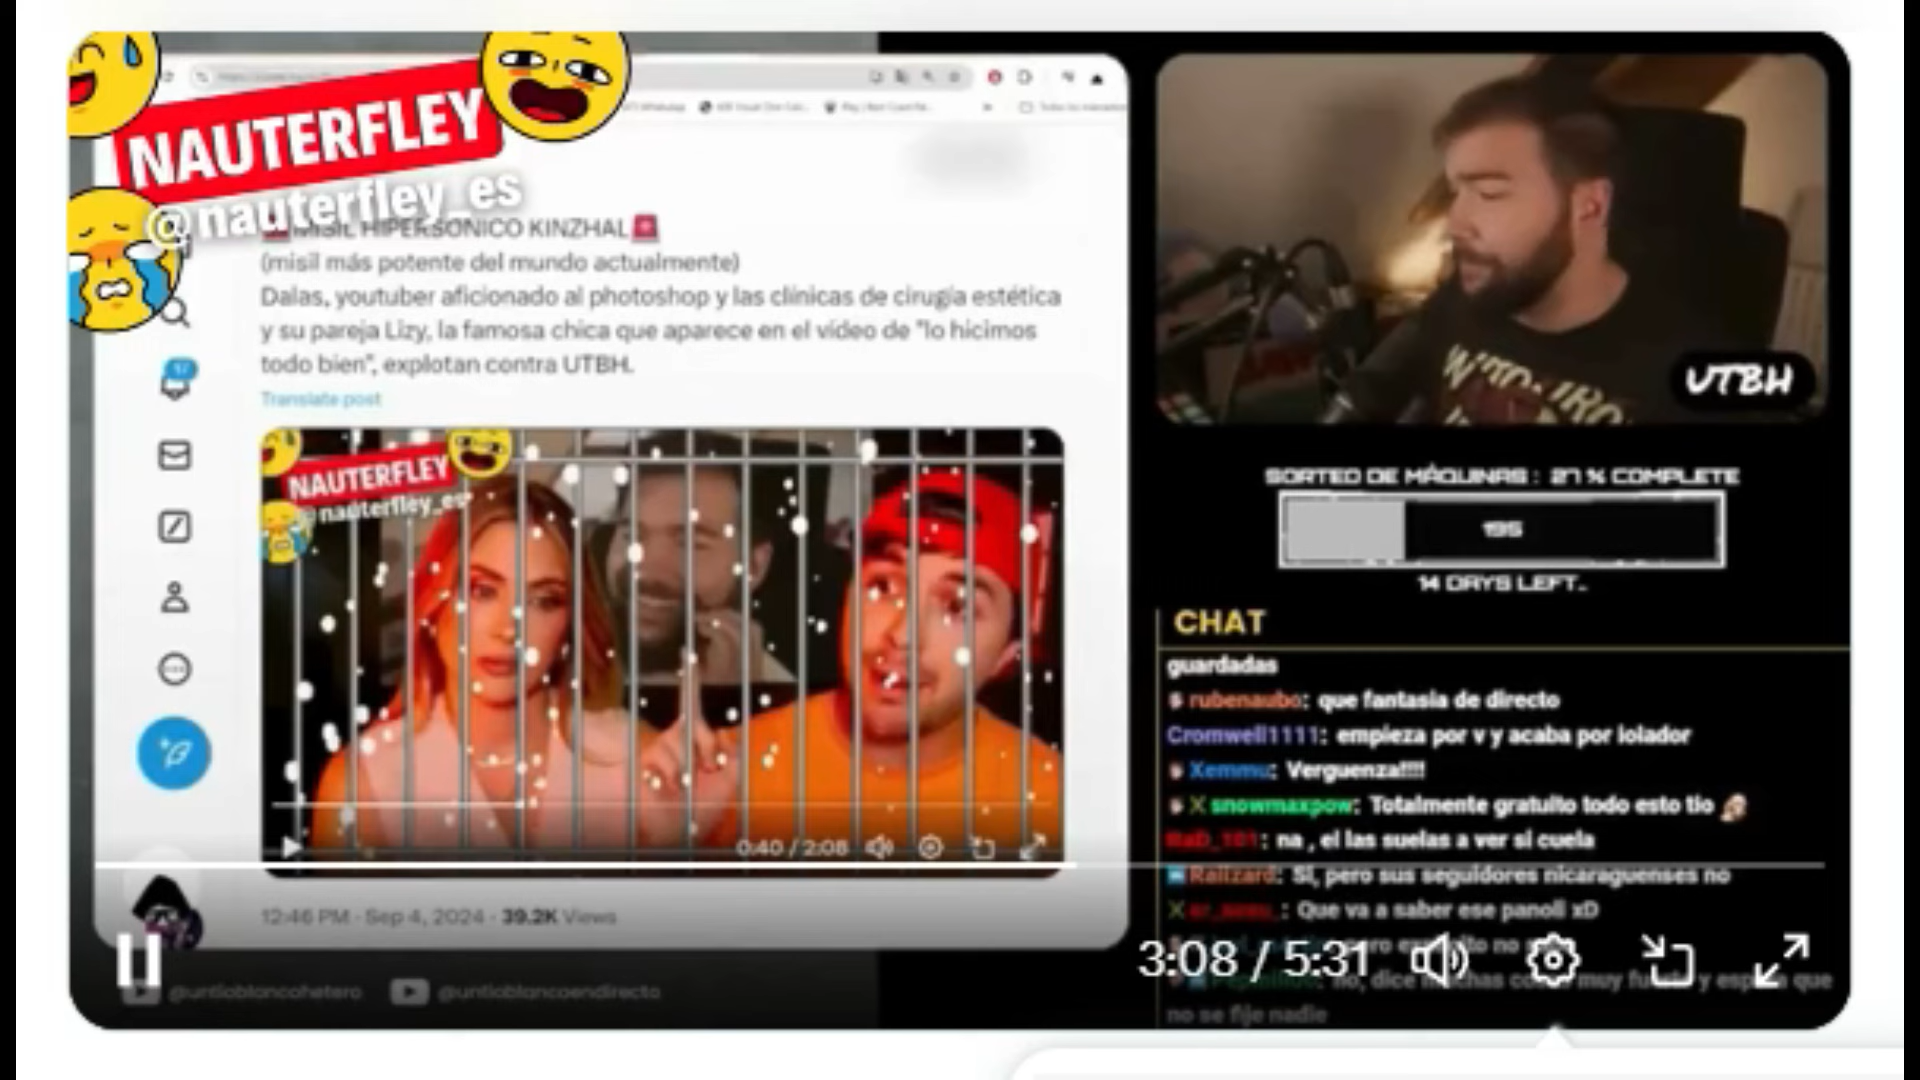 NAUTERFLEY
@nauterfley_es
MISIL HIPERSONICO KINZHAL
(misil más potente del mundo actualmente)
Dalas, youtuber aficionado al photoshop y las clínicas de cirugía estética
y su pareja Lizy, la famosa chica que aparece en el vídeo de "lo hicimos
todo bien", explotan contra UTBH.
Translate post
NAUTERFLEY
@nauterfley_es
0:40 / 2:08
12:46 PM · Sep 4, 2024 · 39.2K Views
@untioblancohetero
@untioblancoendirecto
UTBH
SORTEO DE MÁQUINAS : 27 % COMPLETE
195
14 DAYS LEFT..
CHAT
guardadas
rubenaubo: que fantasia de directo
Cromwell1111: empieza por v y acaba por iolador
Xemmu: Verguenza!!!!
snowmaxpow: Totalmente gratuito todo esto tio
RaD_101: na , el las suelas a ver si cuela
Ralizard: Si, pero sus seguidores nicaraguenses no
Que va a saber ese panoli xD
3:08 / 5:31
no se fije nadie